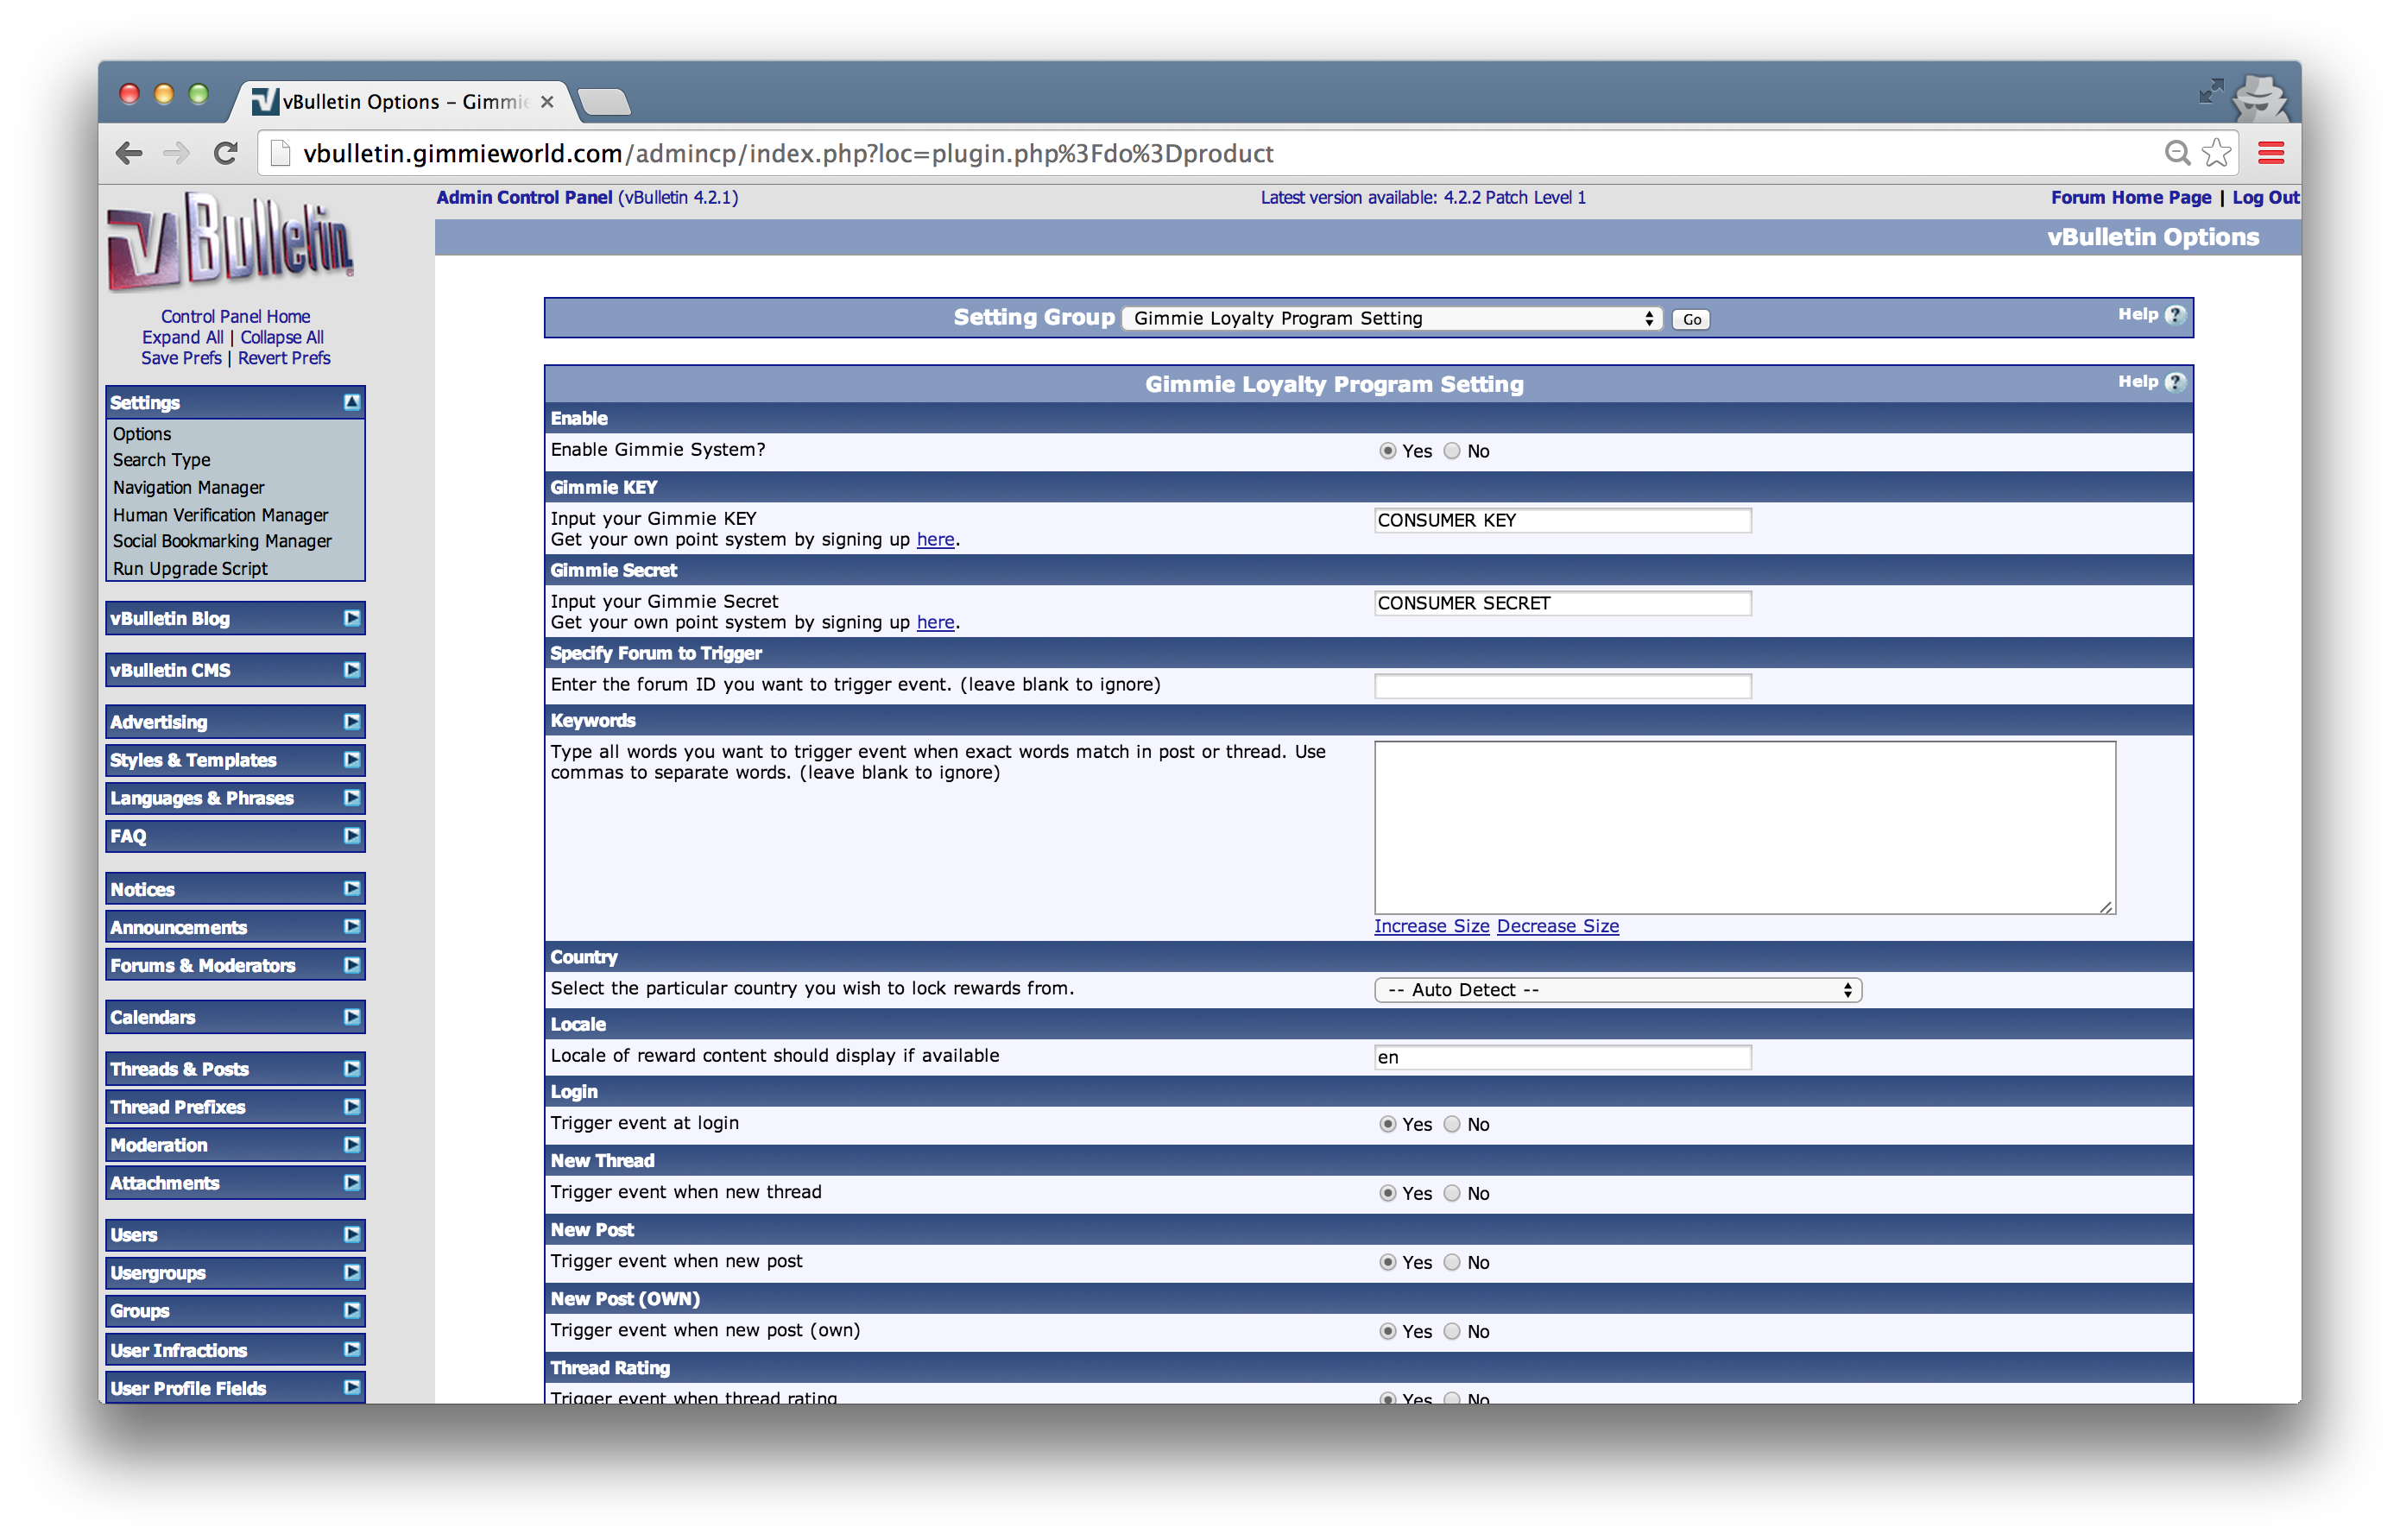 vBulletin Options – Gimmie
vbulletin.gimmieworld.com/admincp/index.php?loc=plugin.php%3Fdo%3Dproduct
vBulletin
Control Panel Home
Expand All | Collapse All
Save Prefs | Revert Prefs
Settings
Options
Search Type
Navigation Manager
Human Verification Manager
Social Bookmarking Manager
Run Upgrade Script
vBulletin Blog
vBulletin CMS
Advertising
Styles & Templates
Languages & Phrases
FAQ
Notices
Announcements
Forums & Moderators
Calendars
Threads & Posts
Thread Prefixes
Moderation
Attachments
Users
Usergroups
Groups
User Infractions
User Profile Fields
Admin Control Panel (vBulletin 4.2.1)
Latest version available: 4.2.2 Patch Level 1
Forum Home Page | Log Out
vBulletin Options
Setting Group Gimmie Loyalty Program Setting Go Help ?
Gimmie Loyalty Program Setting Help ?
Enable
Enable Gimmie System? Yes No
Gimmie KEY
Input your Gimmie KEY CONSUMER KEY
Get your own point system by signing up here.
Gimmie Secret
Input your Gimmie Secret CONSUMER SECRET
Get your own point system by signing up here.
Specify Forum to Trigger
Enter the forum ID you want to trigger event. (leave blank to ignore)
Keywords
Type all words you want to trigger event when exact words match in post or thread. Use
commas to separate words. (leave blank to ignore)
Increase Size Decrease Size
Country
Select the particular country you wish to lock rewards from. -- Auto Detect --
Locale
Locale of reward content should display if available en
Login
Trigger event at login Yes No
New Thread
Trigger event when new thread Yes No
New Post
Trigger event when new post Yes No
New Post (OWN)
Trigger event when new post (own) Yes No
Thread Rating
Trigger event when thread rating Yes No